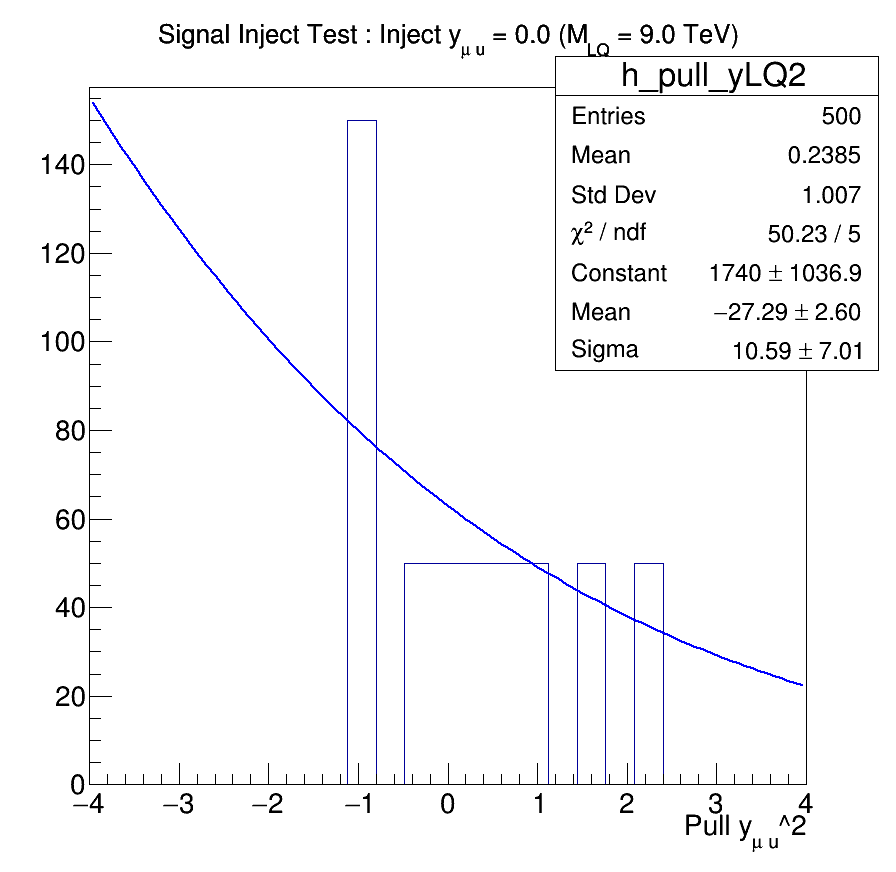 Signal Inject Test : Inject y_μ u = 0.0 (M_LQ = 9.0 TeV)
h_pull_yLQ2
Entries 500
Mean 0.2385
Std Dev 1.007
χ² / ndf 50.23 / 5
Constant 1740 ± 1036.9
Mean −27.29 ± 2.60
Sigma 10.59 ± 7.01
140
120
100
80
60
40
20
0
−4 −3 −2 −1 0 1 2 3 4
Pull y_μ u^2